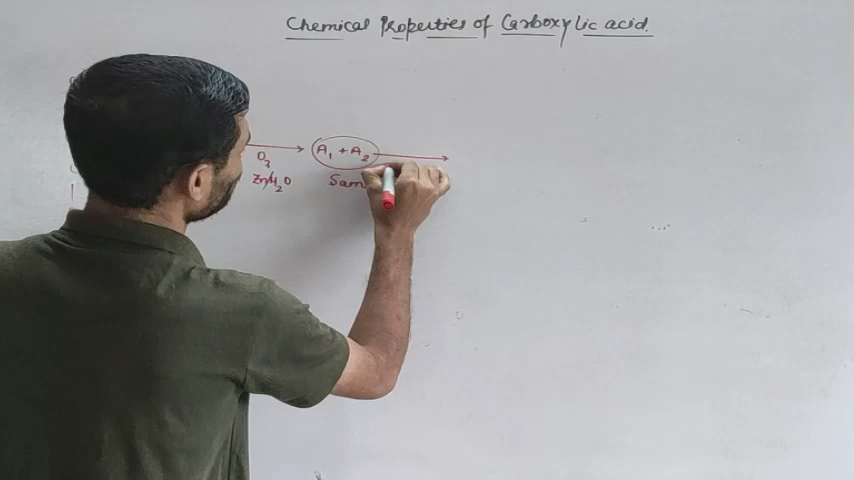 Chemical Properties of Carboxylic acid.
O3 A1 + A2
Zn/H2O Sam